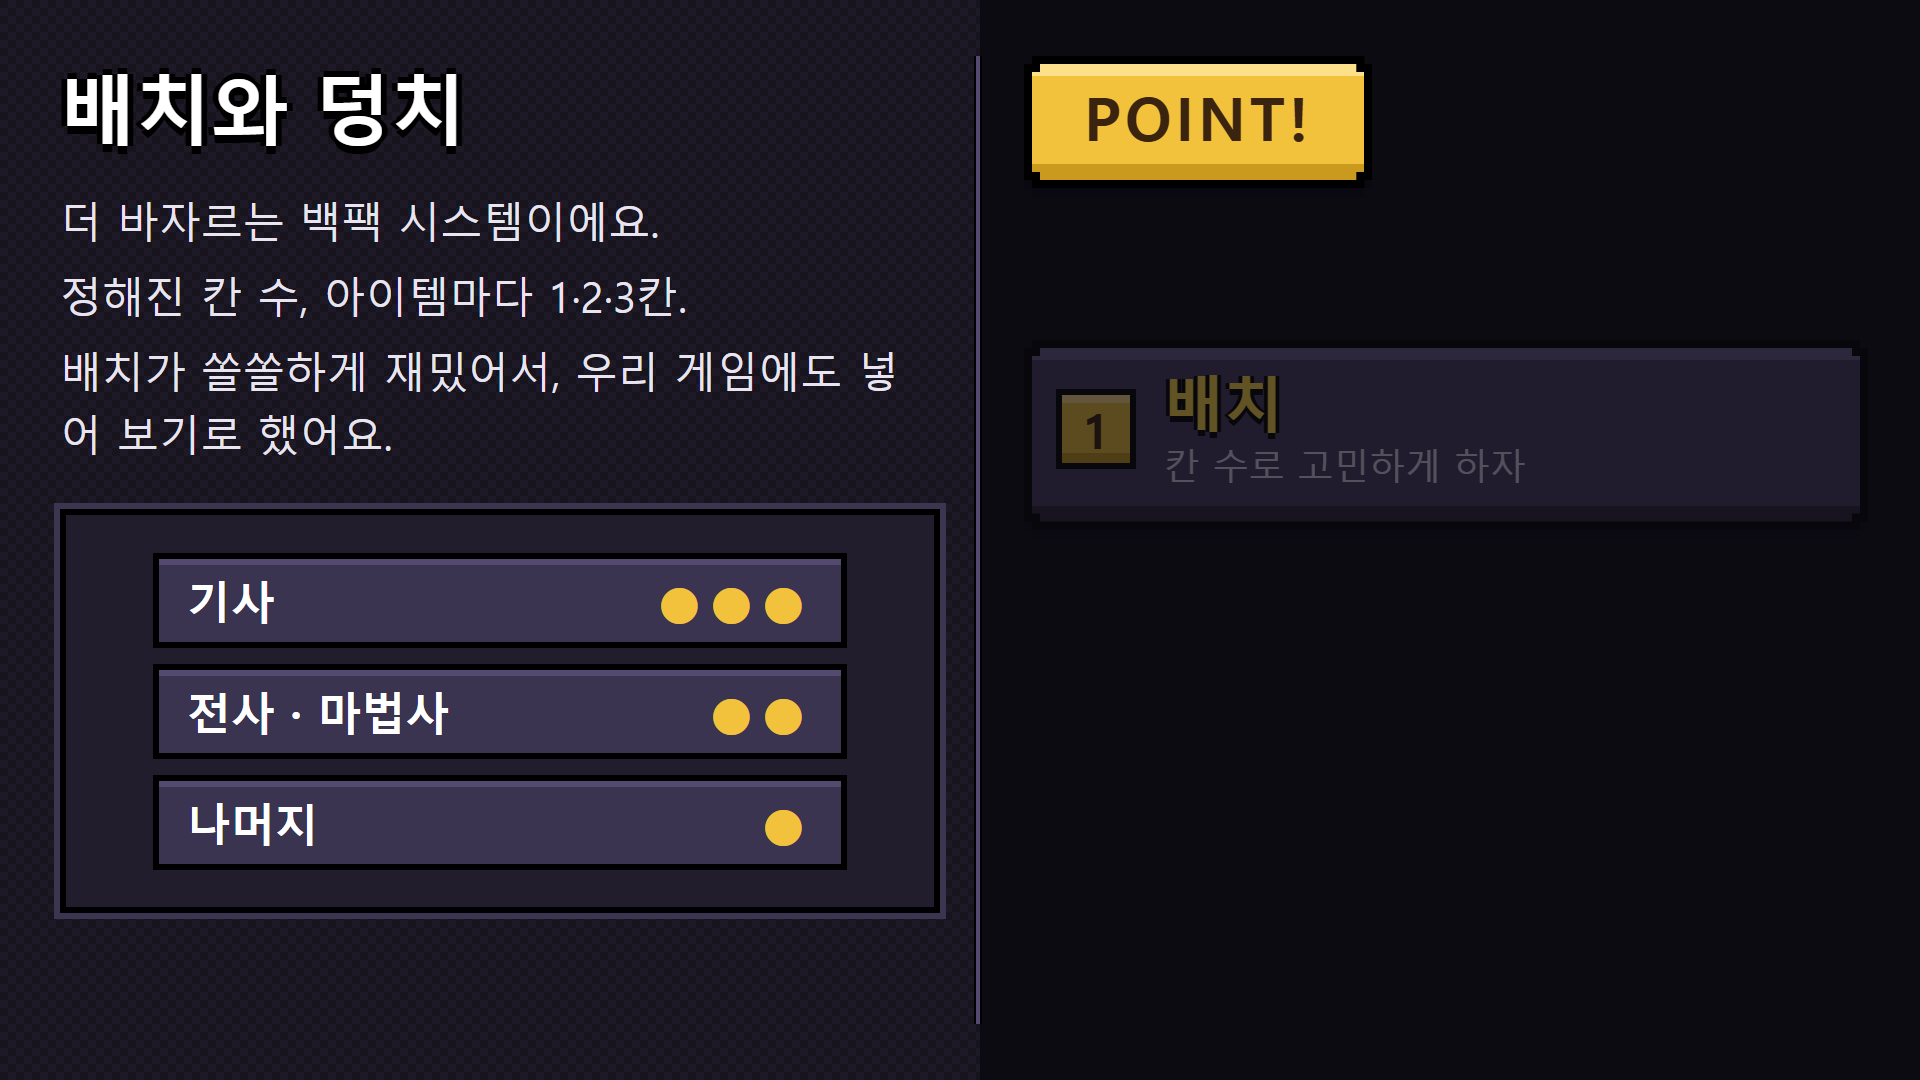 배치와 덩치
더 바자르는 백팩 시스템이에요.
정해진 칸 수, 아이템마다 1·2·3칸.
배치가 쏠쏠하게 재밌어서, 우리 게임에도 넣
어 보기로 했어요.
기사
전사 · 마법사
나머지
POINT!
1
배치
칸 수로 고민하게 하자